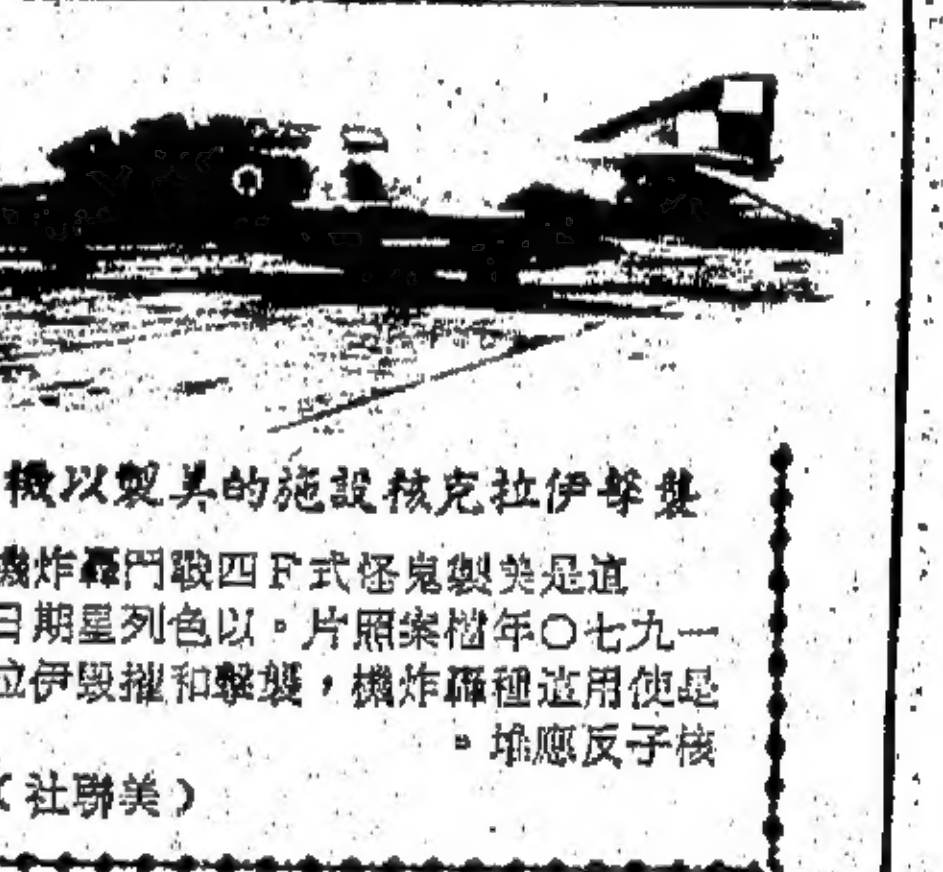 襲擊伊拉克核設施的美製以機
這是美製鬼怪式F四戰鬥轟炸機
一九七〇年檔案照片。以色列星期日
是使用這種轟炸機，襲擊和摧毀伊拉
核子反應堆。
（美聯社）